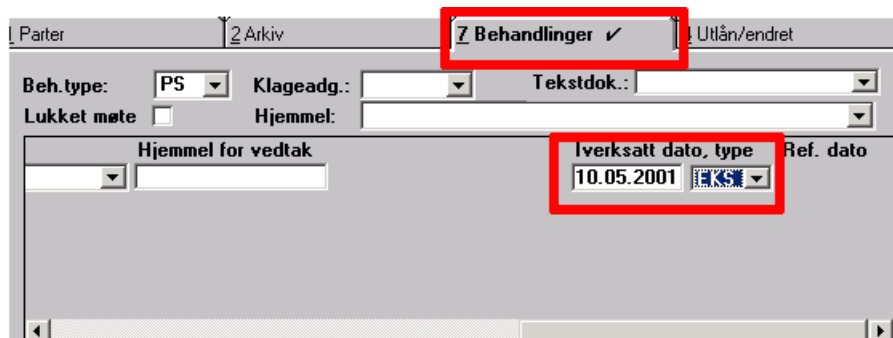 1 Parter 2 Arkiv 7 Behandlinger ✓ 4 Utlån/endret
Beh.type: PS Klageadg.: Tekstdok.:
Lukket møte Hjemmel:
Hjemmel for vedtak Iverksatt dato, type Ref. dato
10.05.2001 EKS